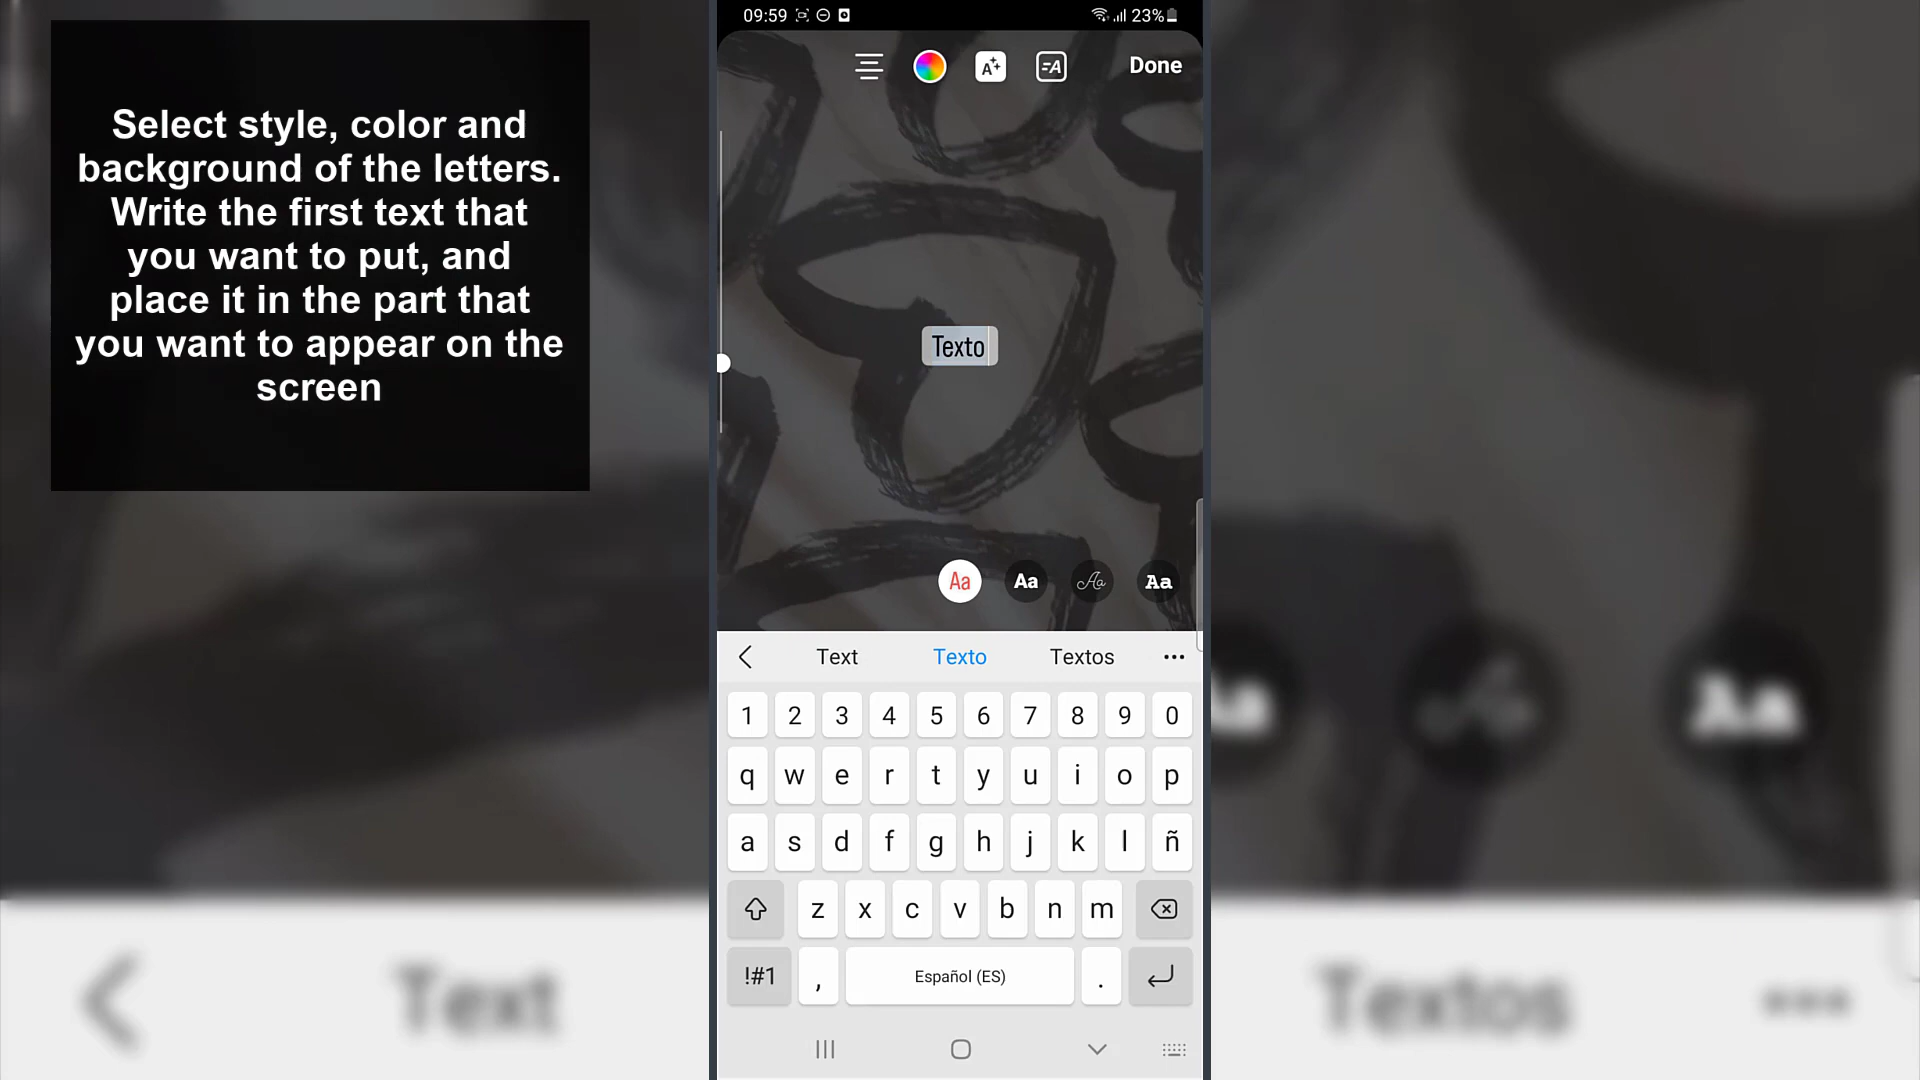 Select style, color and
background of the letters.
Write the first text that
you want to put, and
place it in the part that
you want to appear on the
screen
09:59 23%
A =A Done
Texto
Aa Aa Aa Aa
Text Texto Textos
1 2 3 4 5 6 7 8 9 0
q w e r t y u i o p
a s d f g h j k l ñ
z x c v b n m
!#1 , Español (ES) .
Aa Aa Aa
Text Textos